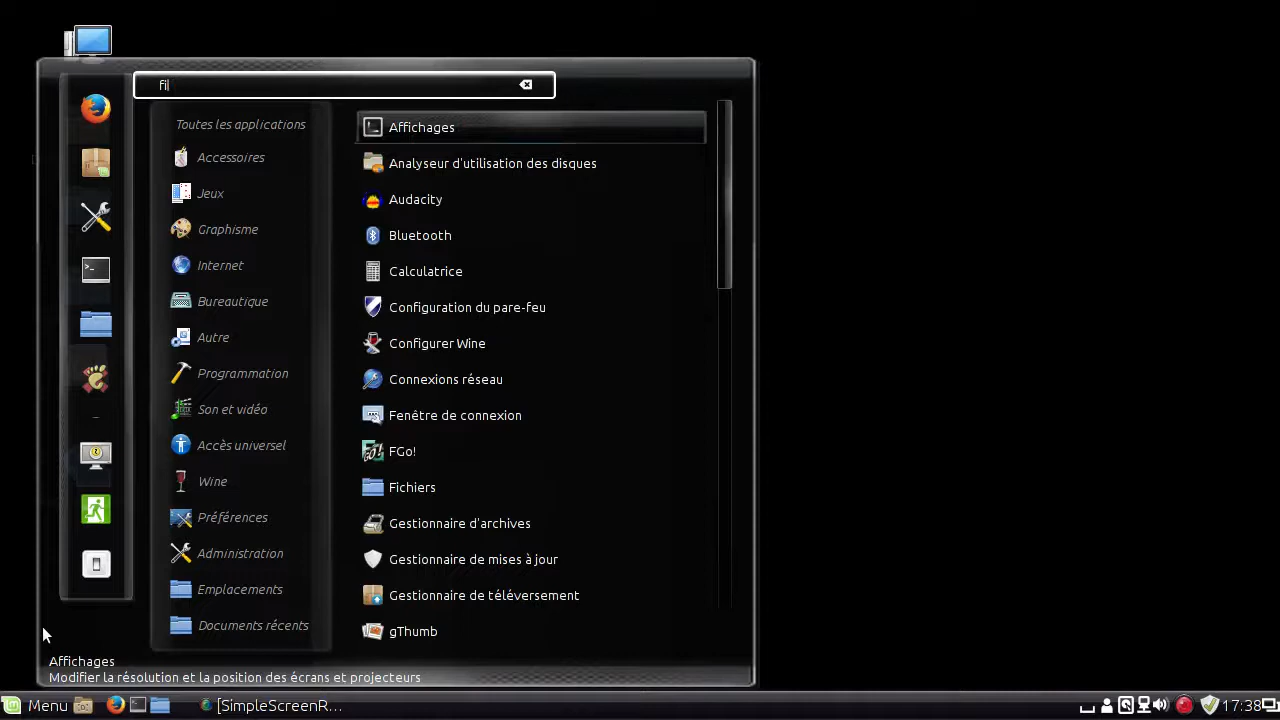 fil
Toutes les applications
Accessoires
Jeux
Graphisme
Internet
Bureautique
Autre
Programmation
Son et vidéo
Accès universel
Wine
Préférences
Administration
Emplacements
Documents récents
Affichages
Analyseur d'utilisation des disques
Audacity
Bluetooth
Calculatrice
Configuration du pare-feu
Configurer Wine
Connexions réseau
Fenêtre de connexion
FGo!
Fichiers
Gestionnaire d'archives
Gestionnaire de mises à jour
Gestionnaire de téléversement
gThumb
Affichages
Modifier la résolution et la position des écrans et projecteurs
Menu [SimpleScreenR... 17:38